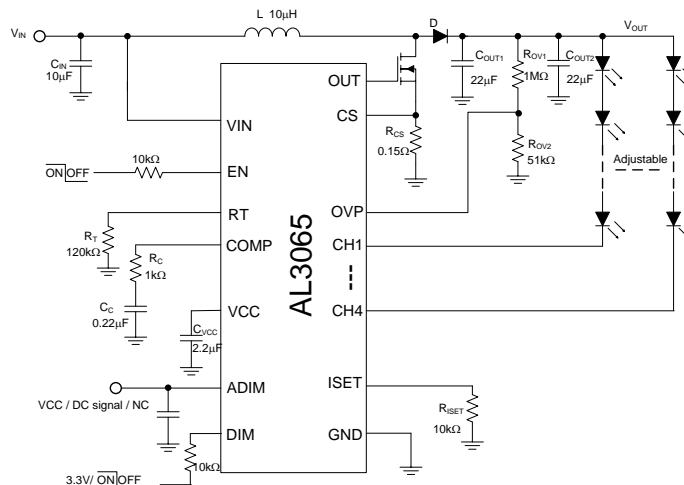 L 10µH
D
VIN
VOUT
CIN
10µF
COUT1
22µF
ROV1
1MΩ
COUT2
22µF
OUT
CS
VIN
RCS
0.15Ω
ROV2
51kΩ
Adjustable
ON OFF
10kΩ
EN
RT
RT
120kΩ
OVP
COMP
RC
1kΩ
CH1
AL3065
CC
0.22µF
VCC
CVCC
2.2µF
CH4
ADIM
VCC / DC signal / NC
ISET
RISET
10kΩ
DIM
GND
10kΩ
3.3V/ ON OFF